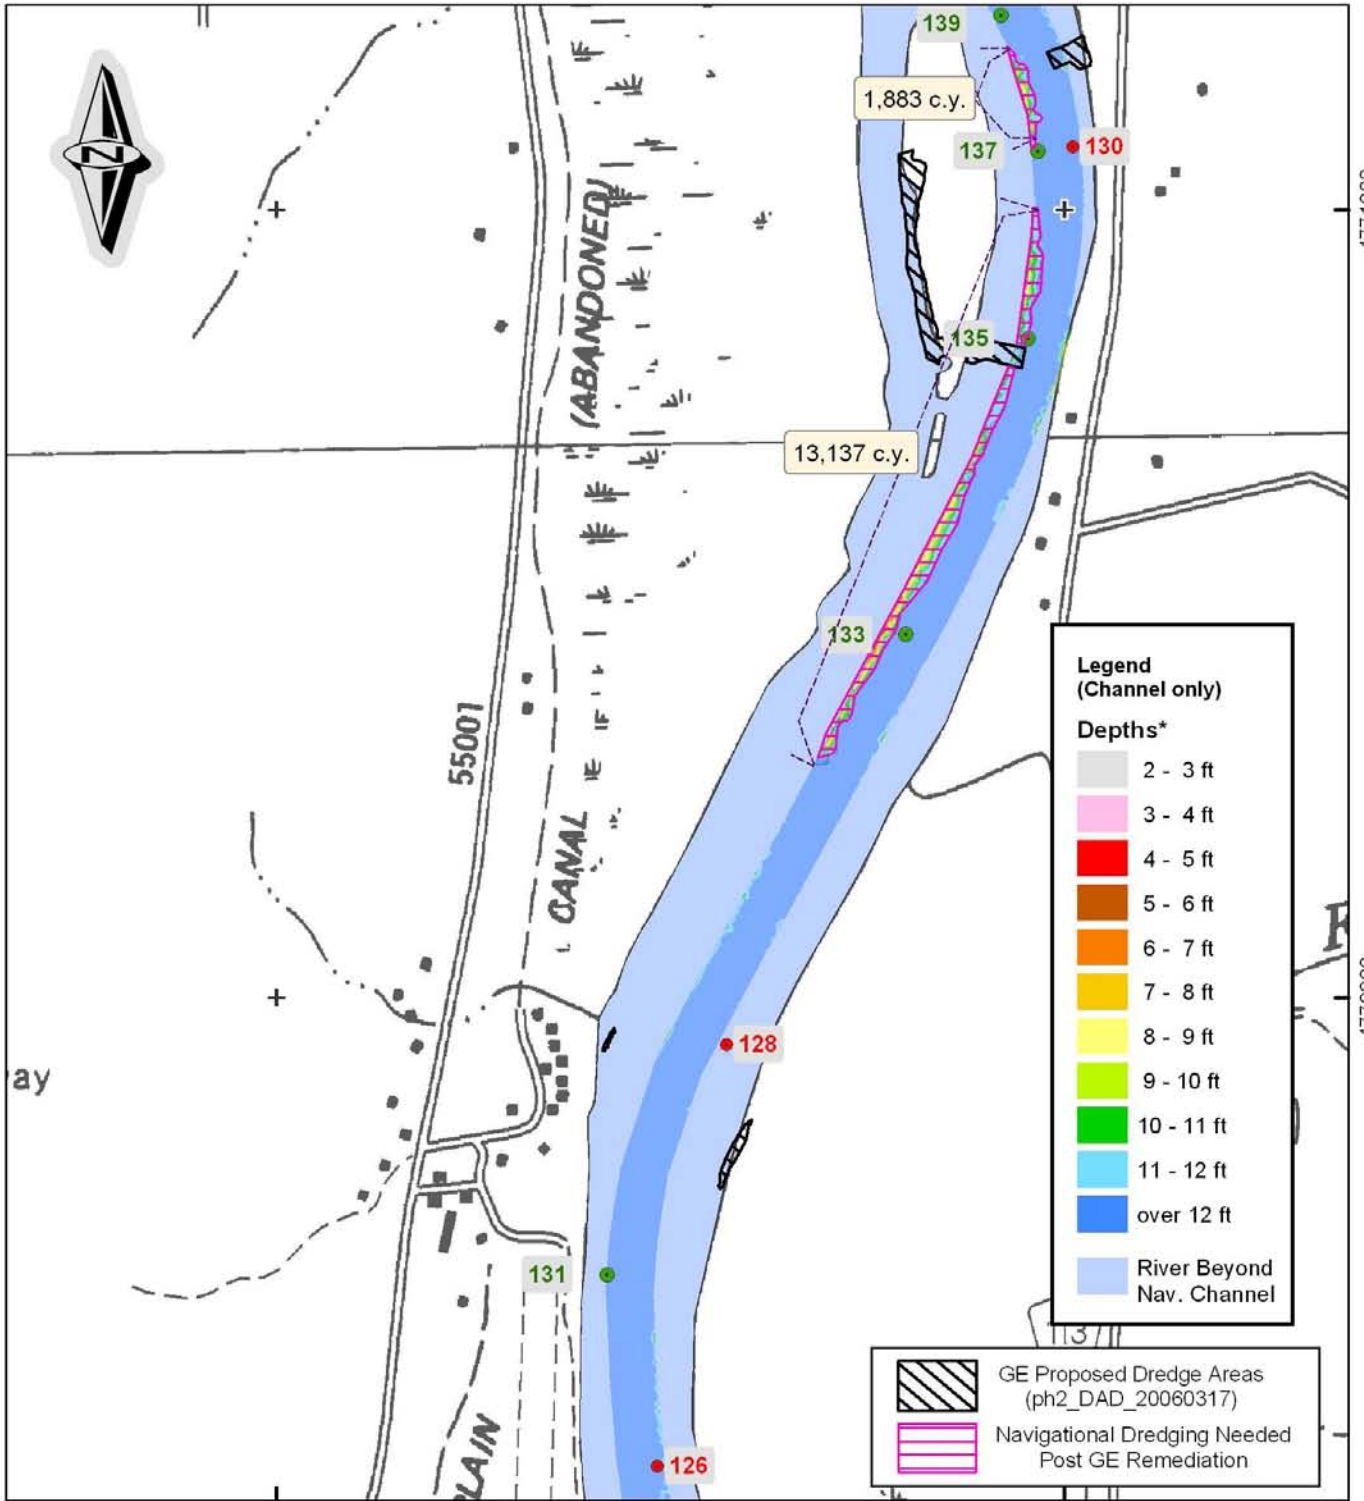 139
1,883 c.y.
137
130
N
(ABANDONED)
135
13,137 c.y.
133
55001
CANAL
Legend
(Channel only)
Depths*
2 - 3 ft
3 - 4 ft
4 - 5 ft
5 - 6 ft
6 - 7 ft
7 - 8 ft
8 - 9 ft
9 - 10 ft
10 - 11 ft
11 - 12 ft
over 12 ft
River Beyond
Nav. Channel
128
ay
131
113
GE Proposed Dredge Areas
(ph2_DAD_20060317)
Navigational Dredging Needed
Post GE Remediation
PLAIN
126